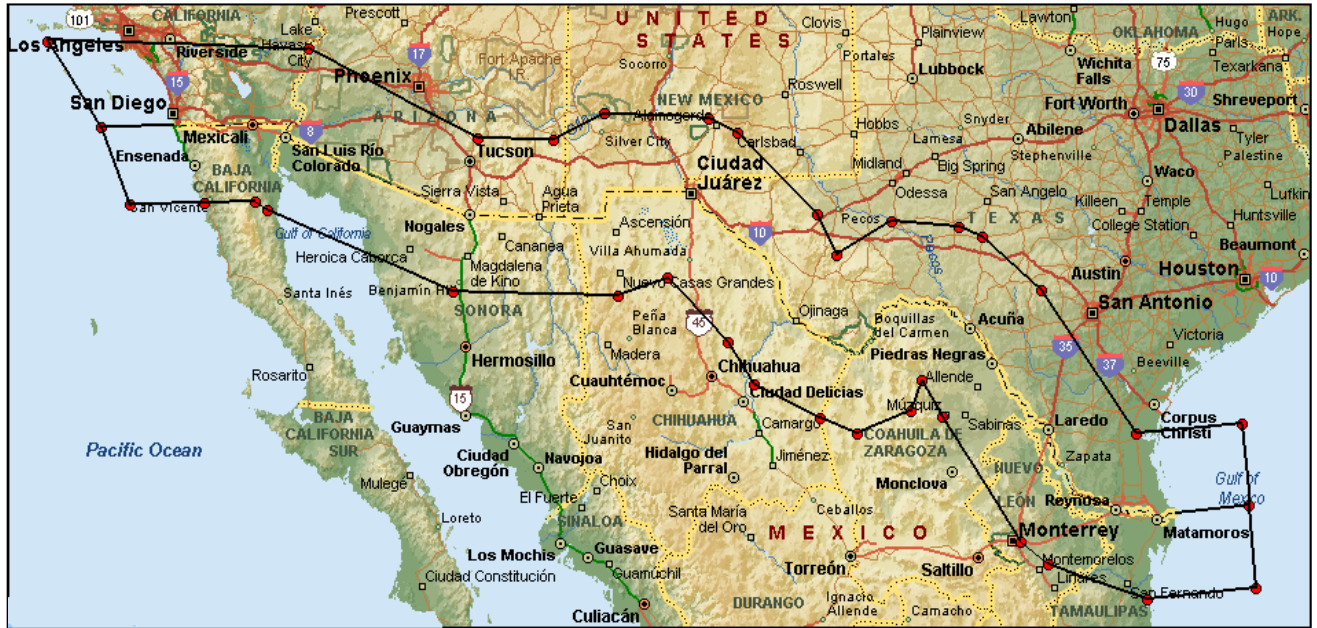 CALIFORNIA
101
Los Angeles
Riverside
Lake
Havasu
City
Prescott
17
Phoenix
Fort Apache
I.R.
UNITED
STATES
Socorro
Clovis
Portales
Plainview
Lubbock
Roswell
Lawton
OKLAHOMA
Hugo
Paris
ARK.
Hope
Texarkana
Wichita
Falls
75
30
15
San Diego
Mexicali
8
ARIZONA
NEW MEXICO
Alamogordo
Silver City
Carlsbad
Hobbs
Lamesa
Snyder
Abilene
Stephenville
Fort Worth
Dallas
Shreveport
Tyler
Palestine
Ensenada
BAJA
CALIFORNIA
San Luis Río
Colorado
Tucson
Sierra Vista
Agua
Prieta
Ciudad
Juárez
Midland
Big Spring
Odessa
San Angelo
Waco
Killeen
Temple
College Station
Lufkin
Huntsville
San Vicente
Gulf of California
Nogales
Cananea
Heroica Caborca
Magdalena
de Kino
Ascensión
Villa Ahumada
10
Pecos
Pecos
TEXAS
Austin
Beaumont
Houston
10
Santa Inés
Benjamín Hill
SONORA
Nuevo Casas Grandes
Peña
Blanca
45
Ojinaga
Boquillas
del Carmen
Acuña
San Antonio
Victoria
35
37
Beeville
Rosarito
Hermosillo
15
Guaymas
Madera
Cuauhtémoc
Chihuahua
Ciudad Delicias
CHIHUAHUA
Camargo
Piedras Negras
Allende
Múzquiz
Sabinas
COAHUILA DE
ZARAGOZA
Laredo
Corpus
Christi
BAJA
CALIFORNIA
SUR
Pacific Ocean
Ciudad
Obregón
Navojoa
San
Juanito
Hidalgo del
Parral
Jiménez
Monclova
NUEVO
LEÓN
Zapata
Gulf of
Mexico
Mulegé
El Fuerte
Choix
SINALOA
Santa María
del Oro
Ceballos
MEXICO
Reynosa
Matamoros
Monterrey
Loreto
Ciudad Constitución
Los Mochis
Guasave
Guamúchil
Culiacán
DURANGO
Torreón
Ignacio
Allende
Saltillo
Camacho
Montemorelos
Linares
San Fernando
TAMAULIPAS